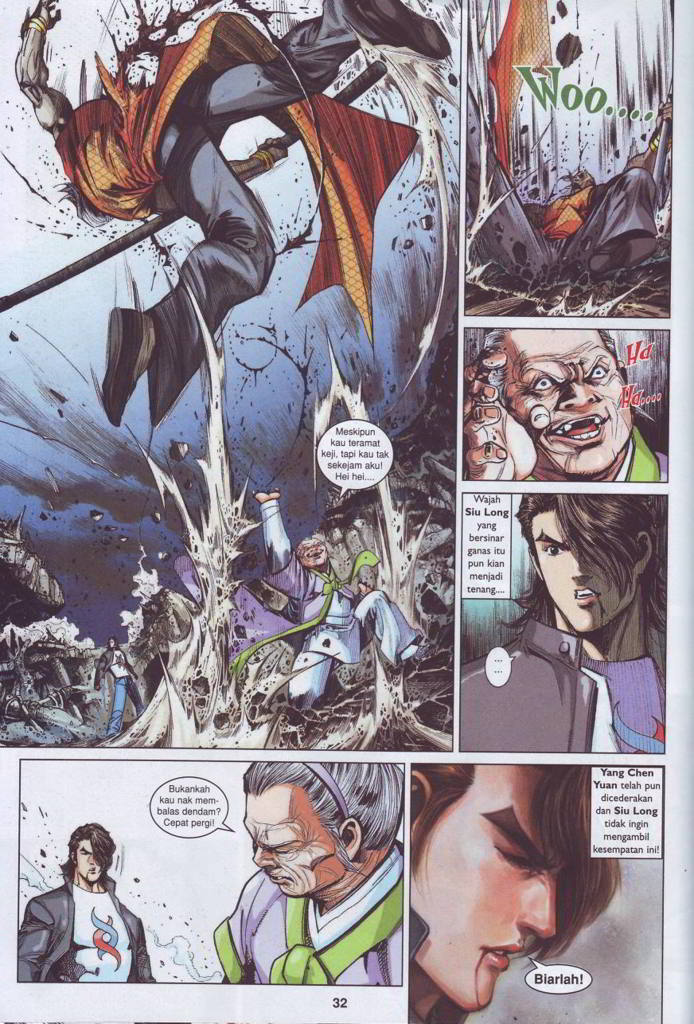 Meskipun
kau teramat
keji, tapi kau tak
sekejam aku!
Hei hei....
Woo....
Ha
Ha....
Wajah
Siu Long
yang
bersinar
ganas itu
pun kian
menjadi
tenang....
...
...
Bukankah
kau nak mem-
balas dendam?
Cepat pergi!
Yang Chen
Yuan telah pun
dicederakan
dan Siu Long
tidak ingin
mengambil
kesempatan ini!
Biarlah!
32